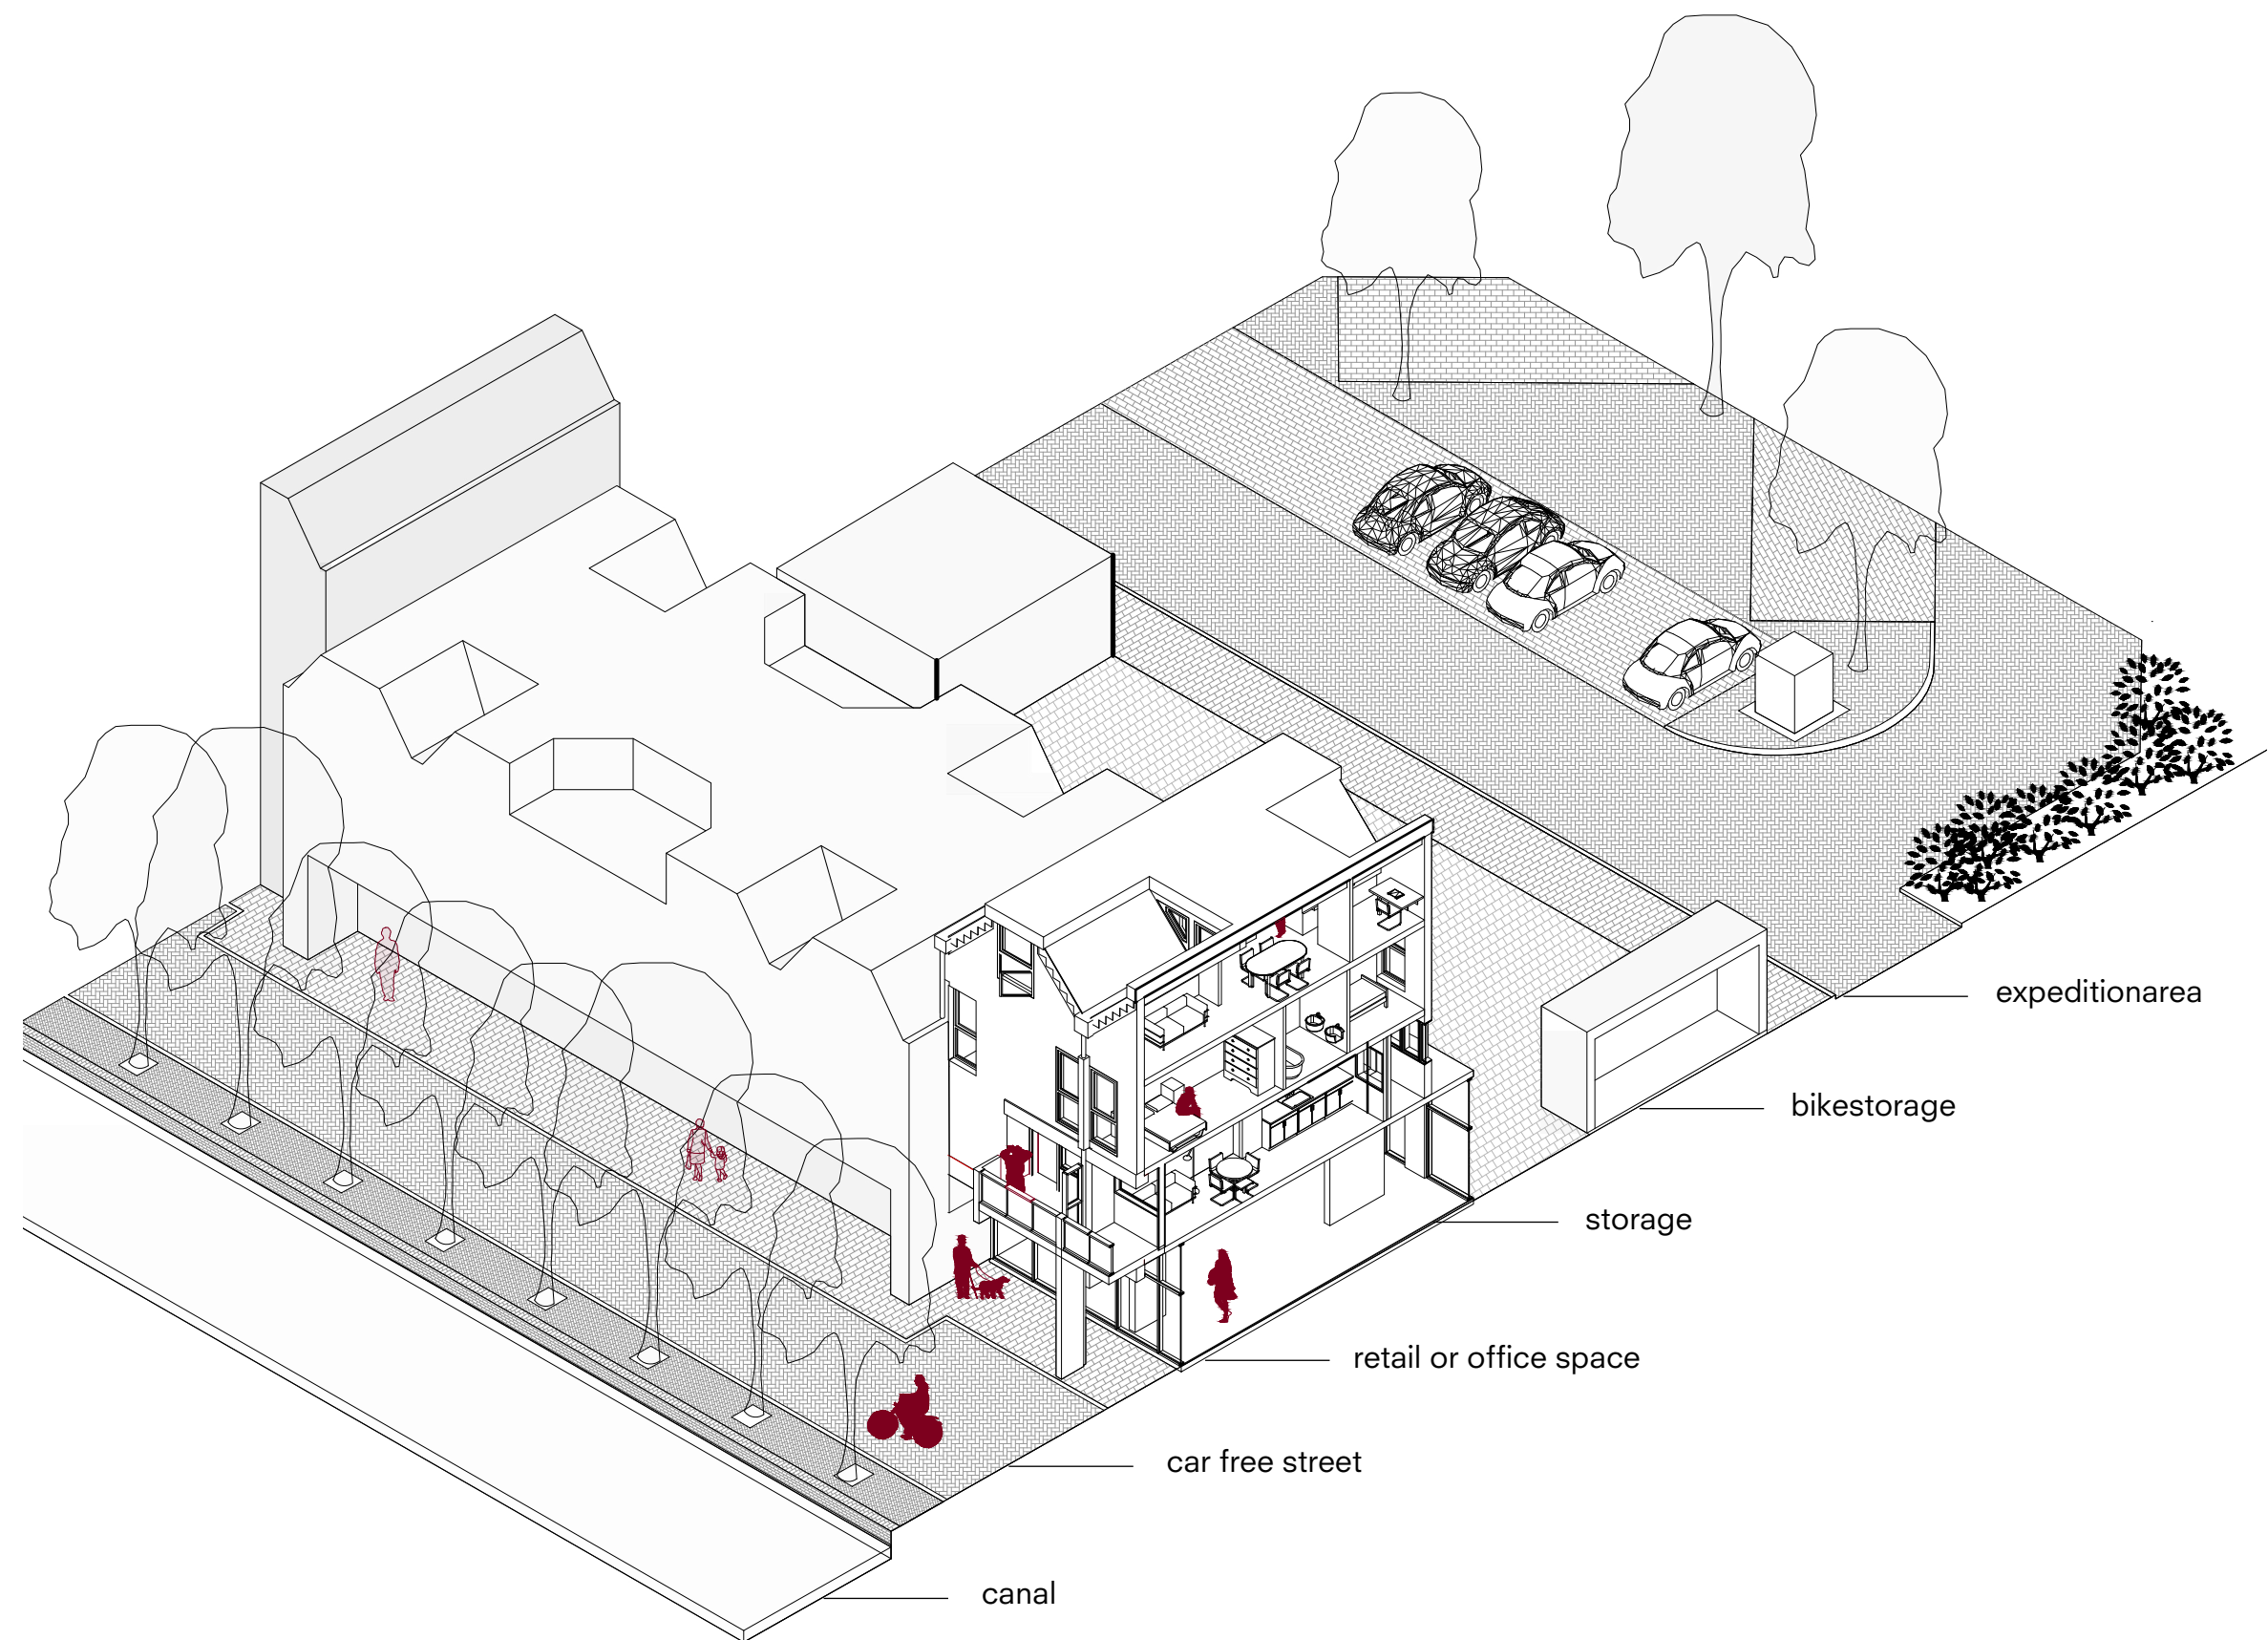 expeditionarea
bikestorage
storage
retail or office space
car free street
canal